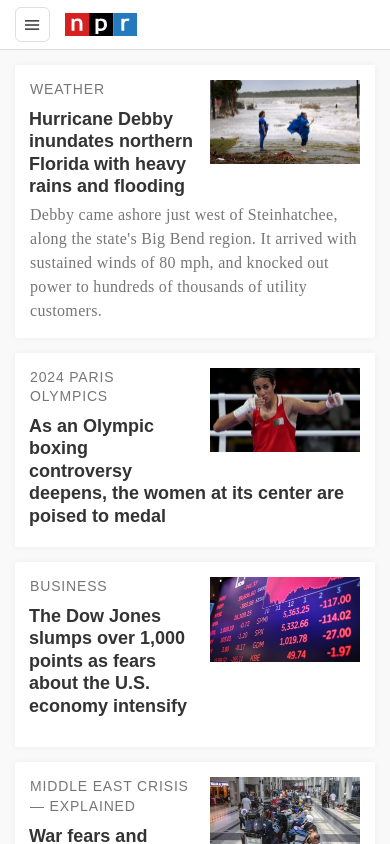 npr
WEATHER
Hurricane Debby
inundates northern
Florida with heavy
rains and flooding
Debby came ashore just west of Steinhatchee,
along the state's Big Bend region. It arrived with
sustained winds of 80 mph, and knocked out
power to hundreds of thousands of utility
customers.
2024 PARIS
OLYMPICS
As an Olympic
boxing
controversy
deepens, the women at its center are
poised to medal
BUSINESS
The Dow Jones
slumps over 1,000
points as fears
about the U.S.
economy intensify
5,363.25 -117.00
SPX 5,332.66 -114.02
1,019.78 -27.00
KBE 49.74 -1.97
MIDDLE EAST CRISIS
— EXPLAINED
War fears and